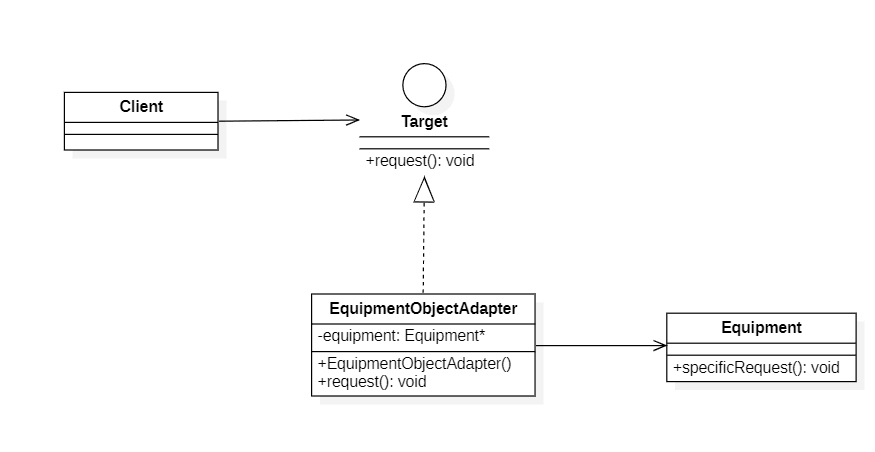 Client
Target
+request(): void
EquipmentObjectAdapter
-equipment: Equipment*
+EquipmentObjectAdapter()
+request(): void
Equipment
+specificRequest(): void